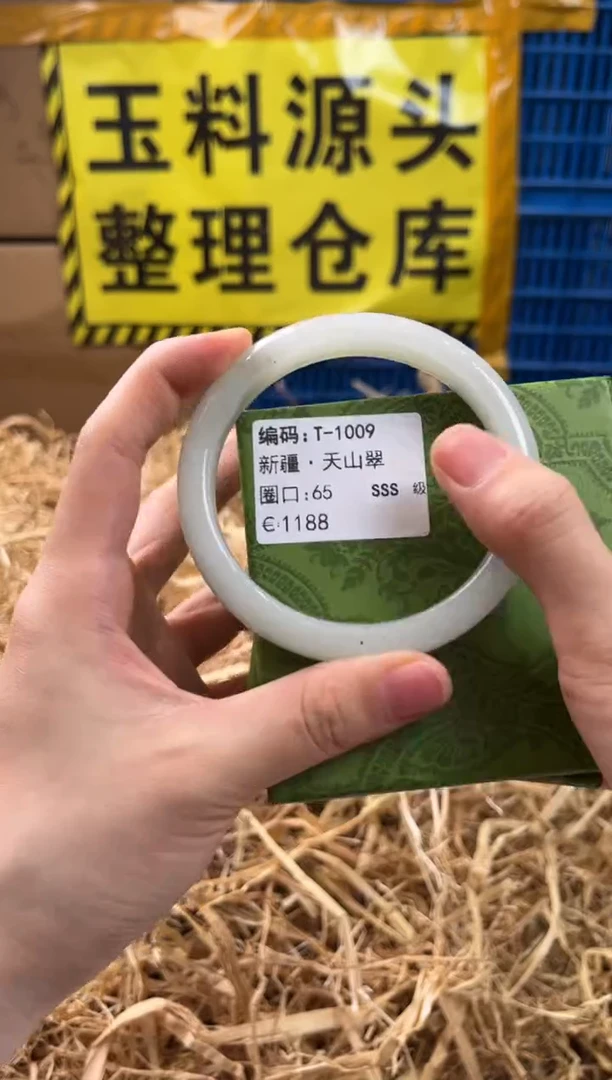 玉料源头
整理仓库
编码:T-1009
新疆·天山翠
圈口:65 SSS 级
€:1188